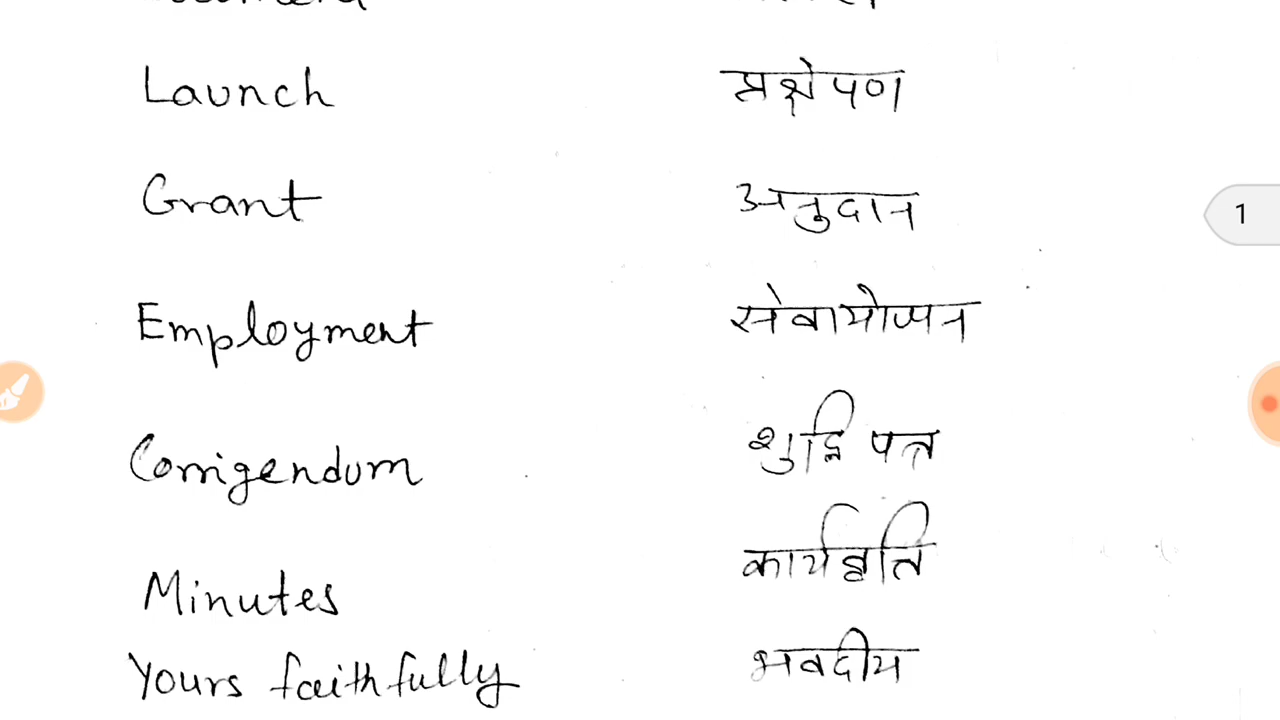 Launch प्रक्षेपण
Grant अनुदान
Employment सेवायोजन
Corrigendum शुद्धि पत्र
Minutes कार्यवृत्ति
Yours faithfully भवदीय
1